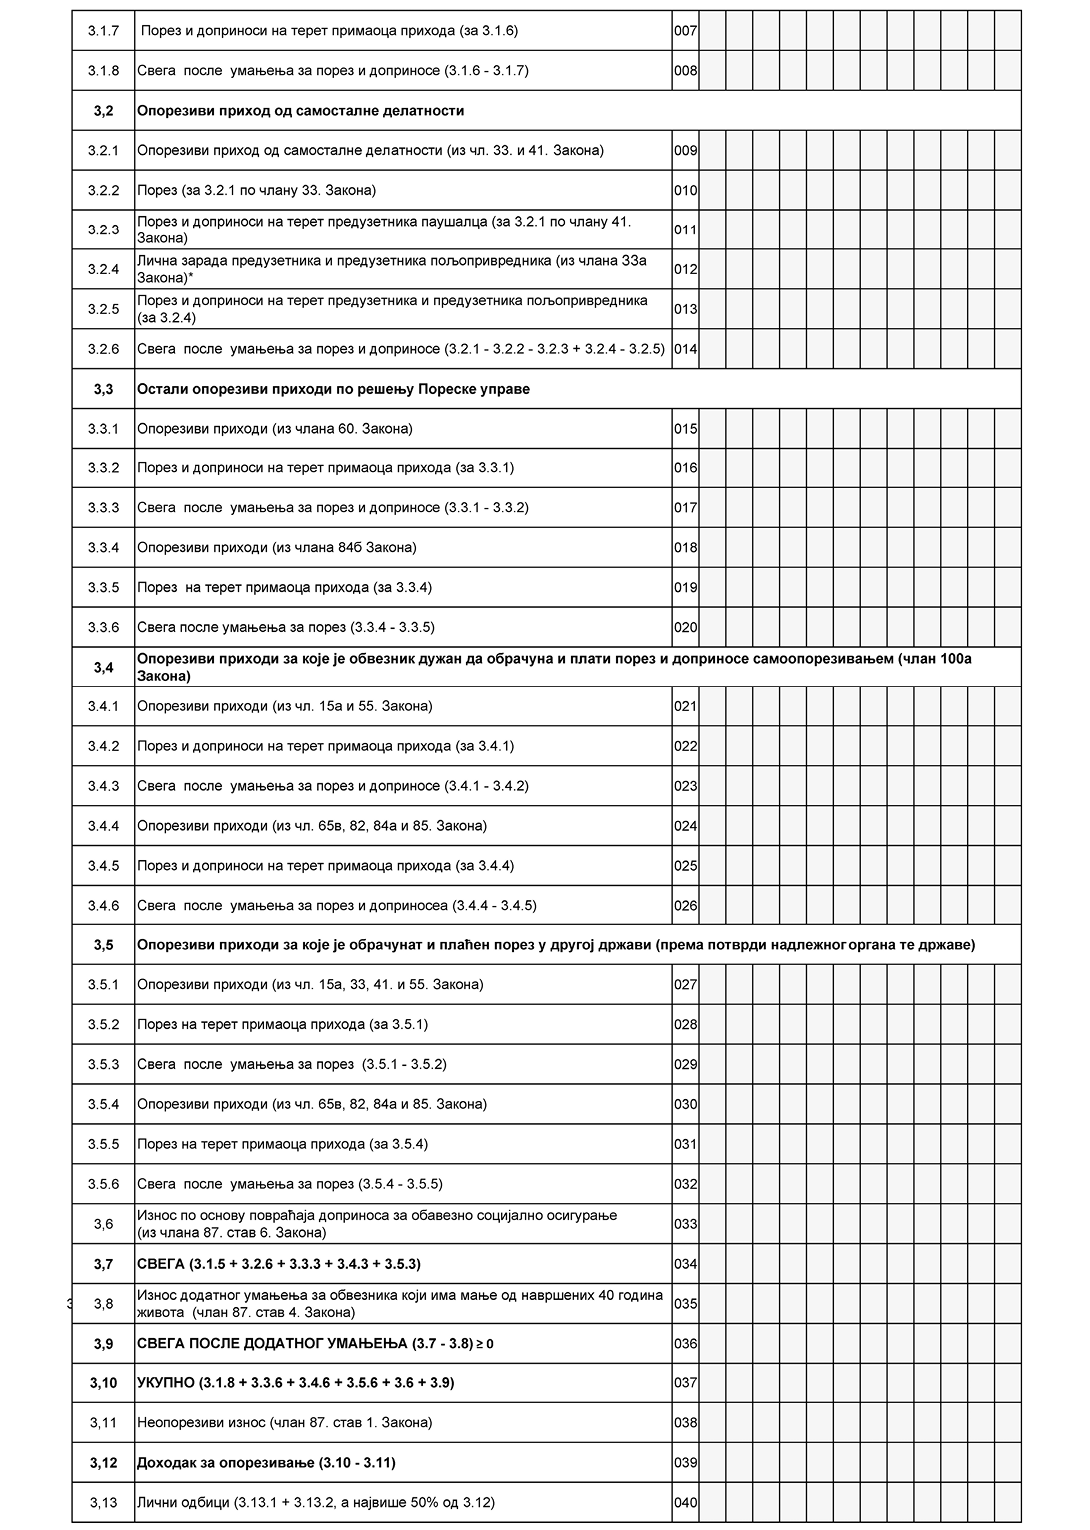 3.1.7 Порез и доприноси на терет примаоца прихода (за 3.1.6) 007
3.1.8 Свега после умањења за порез и доприносе (3.1.6 - 3.1.7) 008
3,2 Опорезиви приход од самосталне делатности
3.2.1 Опорезиви приход од самосталне делатности (из чл. 33. и 41. Закона) 009
3.2.2 Порез (за 3.2.1 по члану 33. Закона) 010
3.2.3 Порез и доприноси на терет предузетника паушалца (за 3.2.1 по члану 41. 011
Закона)
3.2.4 Лична зарада предузетника и предузетника пољопривредника (из члана 33а 012
Закона)*
3.2.5 Порез и доприноси на терет предузетника и предузетника пољопривредника 013
(за 3.2.4)
3.2.6 Свега после умањења за порез и доприносе (3.2.1 - 3.2.2 - 3.2.3 + 3.2.4 - 3.2.5) 014
3,3 Остали опорезиви приходи по решењу Пореске управе
3.3.1 Опорезиви приходи (из члана 60. Закона) 015
3.3.2 Порез и доприноси на терет примаоца прихода (за 3.3.1) 016
3.3.3 Свега после умањења за порез и доприносе (3.3.1 - 3.3.2) 017
3.3.4 Опорезиви приходи (из члана 84б Закона) 018
3.3.5 Порез на терет примаоца прихода (за 3.3.4) 019
3.3.6 Свега после умањења за порез (3.3.4 - 3.3.5) 020
3,4 Опорезиви приходи за које је обвезник дужан да обрачуна и плати порез и доприносе самоопорезивањем (члан 100а
Закона)
3.4.1 Опорезиви приходи (из чл. 15а и 55. Закона) 021
3.4.2 Порез и доприноси на терет примаоца прихода (за 3.4.1) 022
3.4.3 Свега после умањења за порез и доприносе (3.4.1 - 3.4.2) 023
3.4.4 Опорезиви приходи (из чл. 65в, 82, 84а и 85. Закона) 024
3.4.5 Порез и доприноси на терет примаоца прихода (за 3.4.4) 025
3.4.6 Свега после умањења за порез и доприносеа (3.4.4 - 3.4.5) 026
3,5 Опорезиви приходи за које је обрачунат и плаћен порез у другој држави (према потврди надлежног органа те државе)
3.5.1 Опорезиви приходи (из чл. 15а, 33, 41. и 55. Закона) 027
3.5.2 Порез на терет примаоца прихода (за 3.5.1) 028
3.5.3 Свега после умањења за порез (3.5.1 - 3.5.2) 029
3.5.4 Опорезиви приходи (из чл. 65в, 82, 84а и 85. Закона) 030
3.5.5 Порез на терет примаоца прихода (за 3.5.4) 031
3.5.6 Свега после умањења за порез (3.5.4 - 3.5.5) 032
3,6 Износ по основу повраћаја доприноса за обавезно социјално осигурање 033
(из члана 87. став 6. Закона)
3,7 СВЕГА (3.1.5 + 3.2.6 + 3.3.3 + 3.4.3 + 3.5.3) 034
3 3,8 Износ додатног умањења за обвезника који има мање од навршених 40 година 035
живота (члан 87. став 4. Закона)
3,9 СВЕГА ПОСЛЕ ДОДАТНОГ УМАЊЕЊА (3.7 - 3.8) ≥ 0 036
3,10 УКУПНО (3.1.8 + 3.3.6 + 3.4.6 + 3.5.6 + 3.6 + 3.9) 037
3,11 Неопорезиви износ (члан 87. став 1. Закона) 038
3,12 Доходак за опорезивање (3.10 - 3.11) 039
3,13 Лични одбици (3.13.1 + 3.13.2, а највише 50% од 3.12) 040